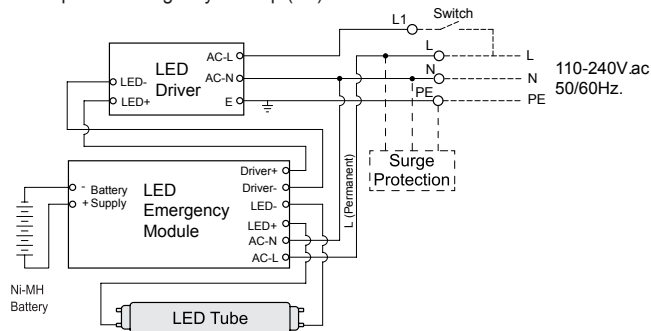 L1
Switch
LED
Driver
AC-L
AC-N
E
LED-
LED+
L
N
PE
L
N
PE
110-240V.ac
50/60Hz.
Surge
Protection
L (Permanent)
- Battery
+ Supply
LED
Emergency
Module
Driver+
Driver-
LED-
LED+
AC-N
AC-L
Ni-MH
Battery
LED Tube